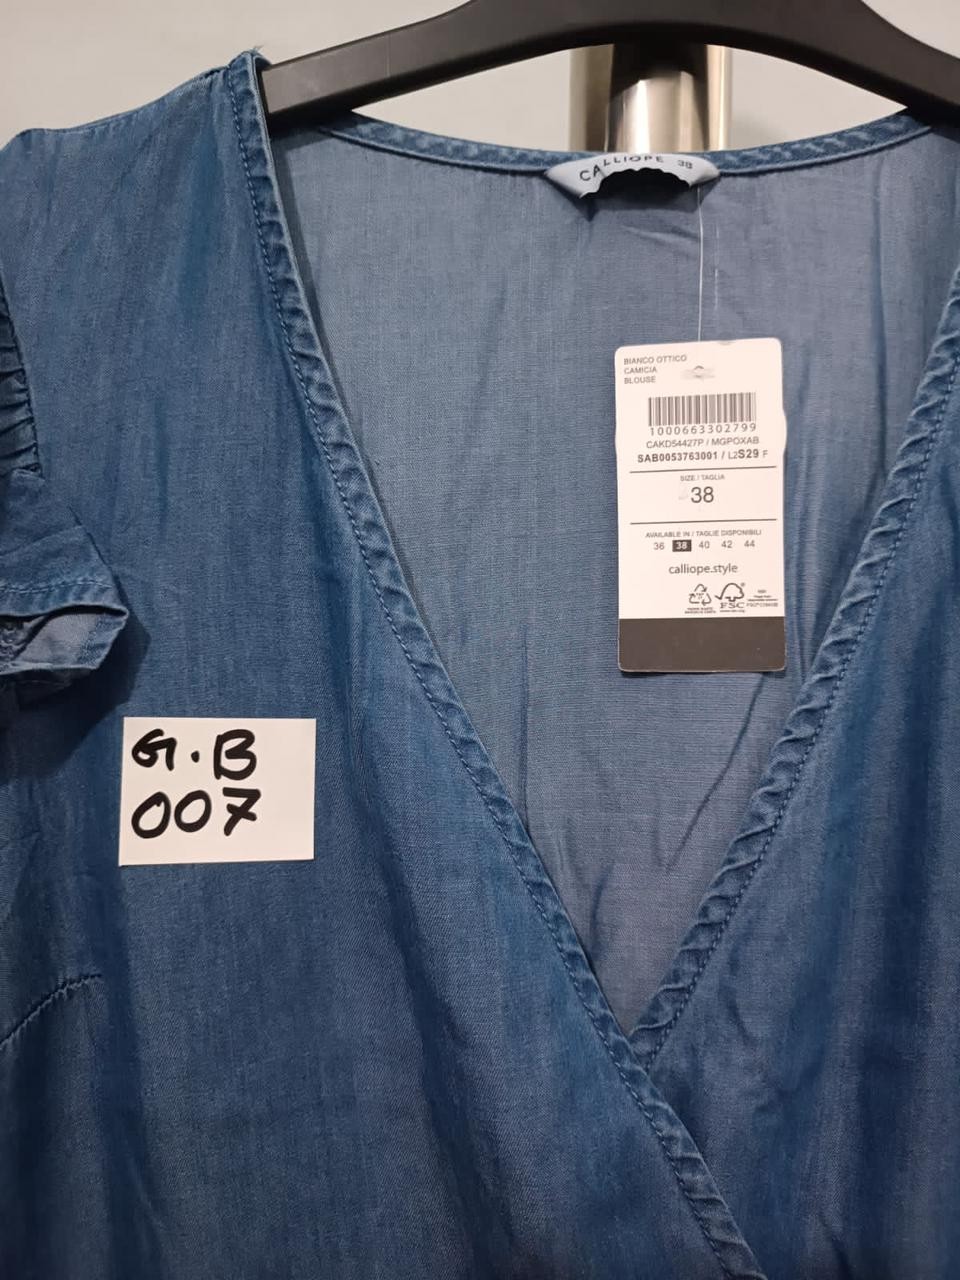 CALLIOPE 38
BIANCO OTTICO
CAMICIA
BLOUSE
1000663302799
CAKD54427P / MGPOXAB
SAB0053763001 / L2S29 F
SIZE / TAGLIA
38
AVAILABLE IN / TAGLIE DISPONIBILI
36 38 40 42 44
calliope.style
FSC
G.B
007